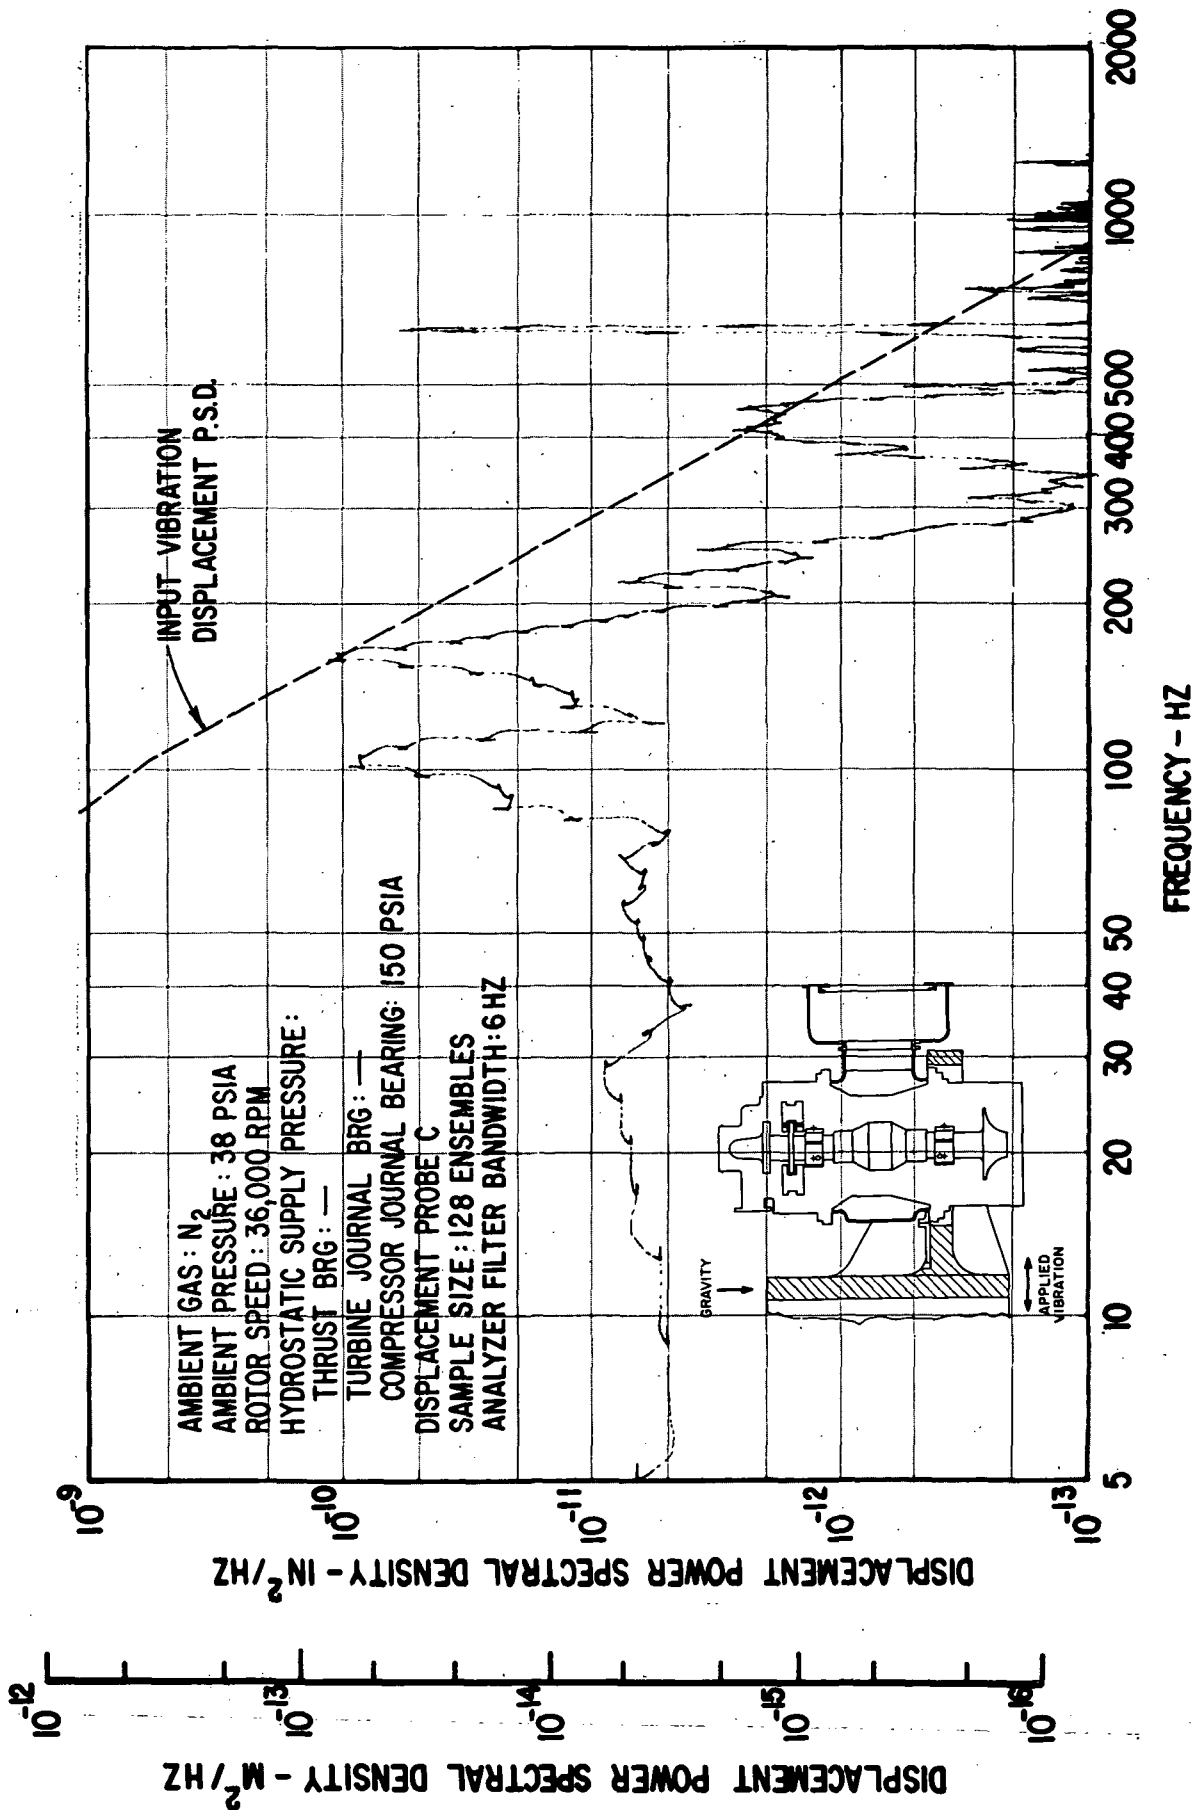 INPUT VIBRATION
DISPLACEMENT P.S.D.
AMBIENT GAS: N2
AMBIENT PRESSURE: 38 PSIA
ROTOR SPEED: 36,000 RPM
HYDROSTATIC SUPPLY PRESSURE:
THRUST BRG: —
TURBINE JOURNAL BRG: —
COMPRESSOR JOURNAL BEARING: 150 PSIA
DISPLACEMENT PROBE C
SAMPLE SIZE: 128 ENSEMBLES
ANALYZER FILTER BANDWIDTH: 6 HZ
GRAVITY
APPLIED
VIBRATION
10^-12
10^-13
10^-14
10^-15
10^-16
DISPLACEMENT POWER SPECTRAL DENSITY - M^2/HZ
10^-9
10^-10
10^-11
10^-12
10^-13
DISPLACEMENT POWER SPECTRAL DENSITY - IN^2/HZ
5 10 20 30 40 50 100 200 300 400 500 1000 2000
FREQUENCY - HZ